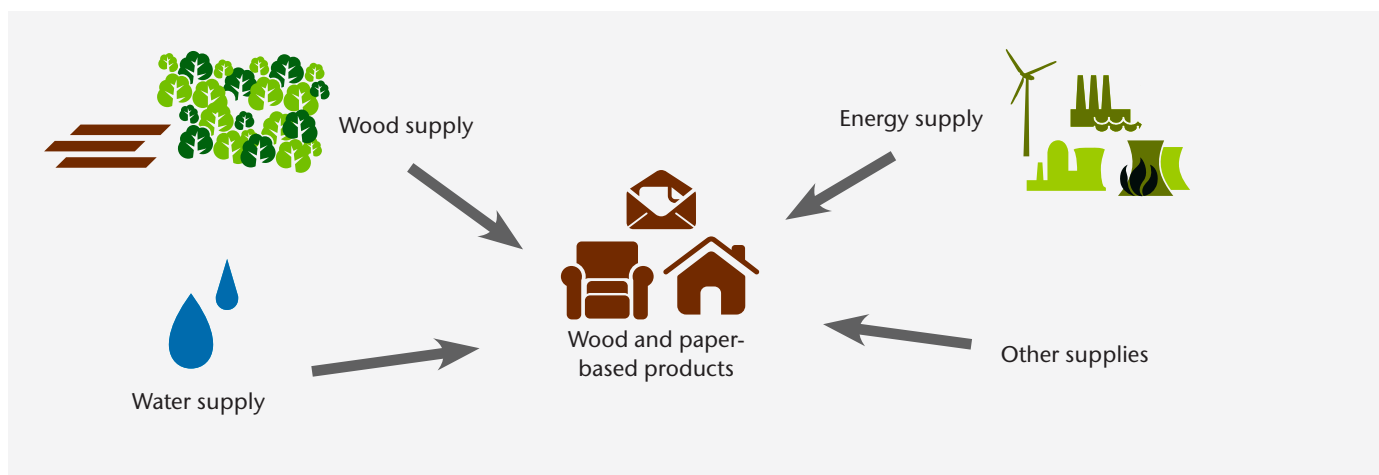 Wood supply
Energy supply
Wood and paper-
based products
Other supplies
Water supply